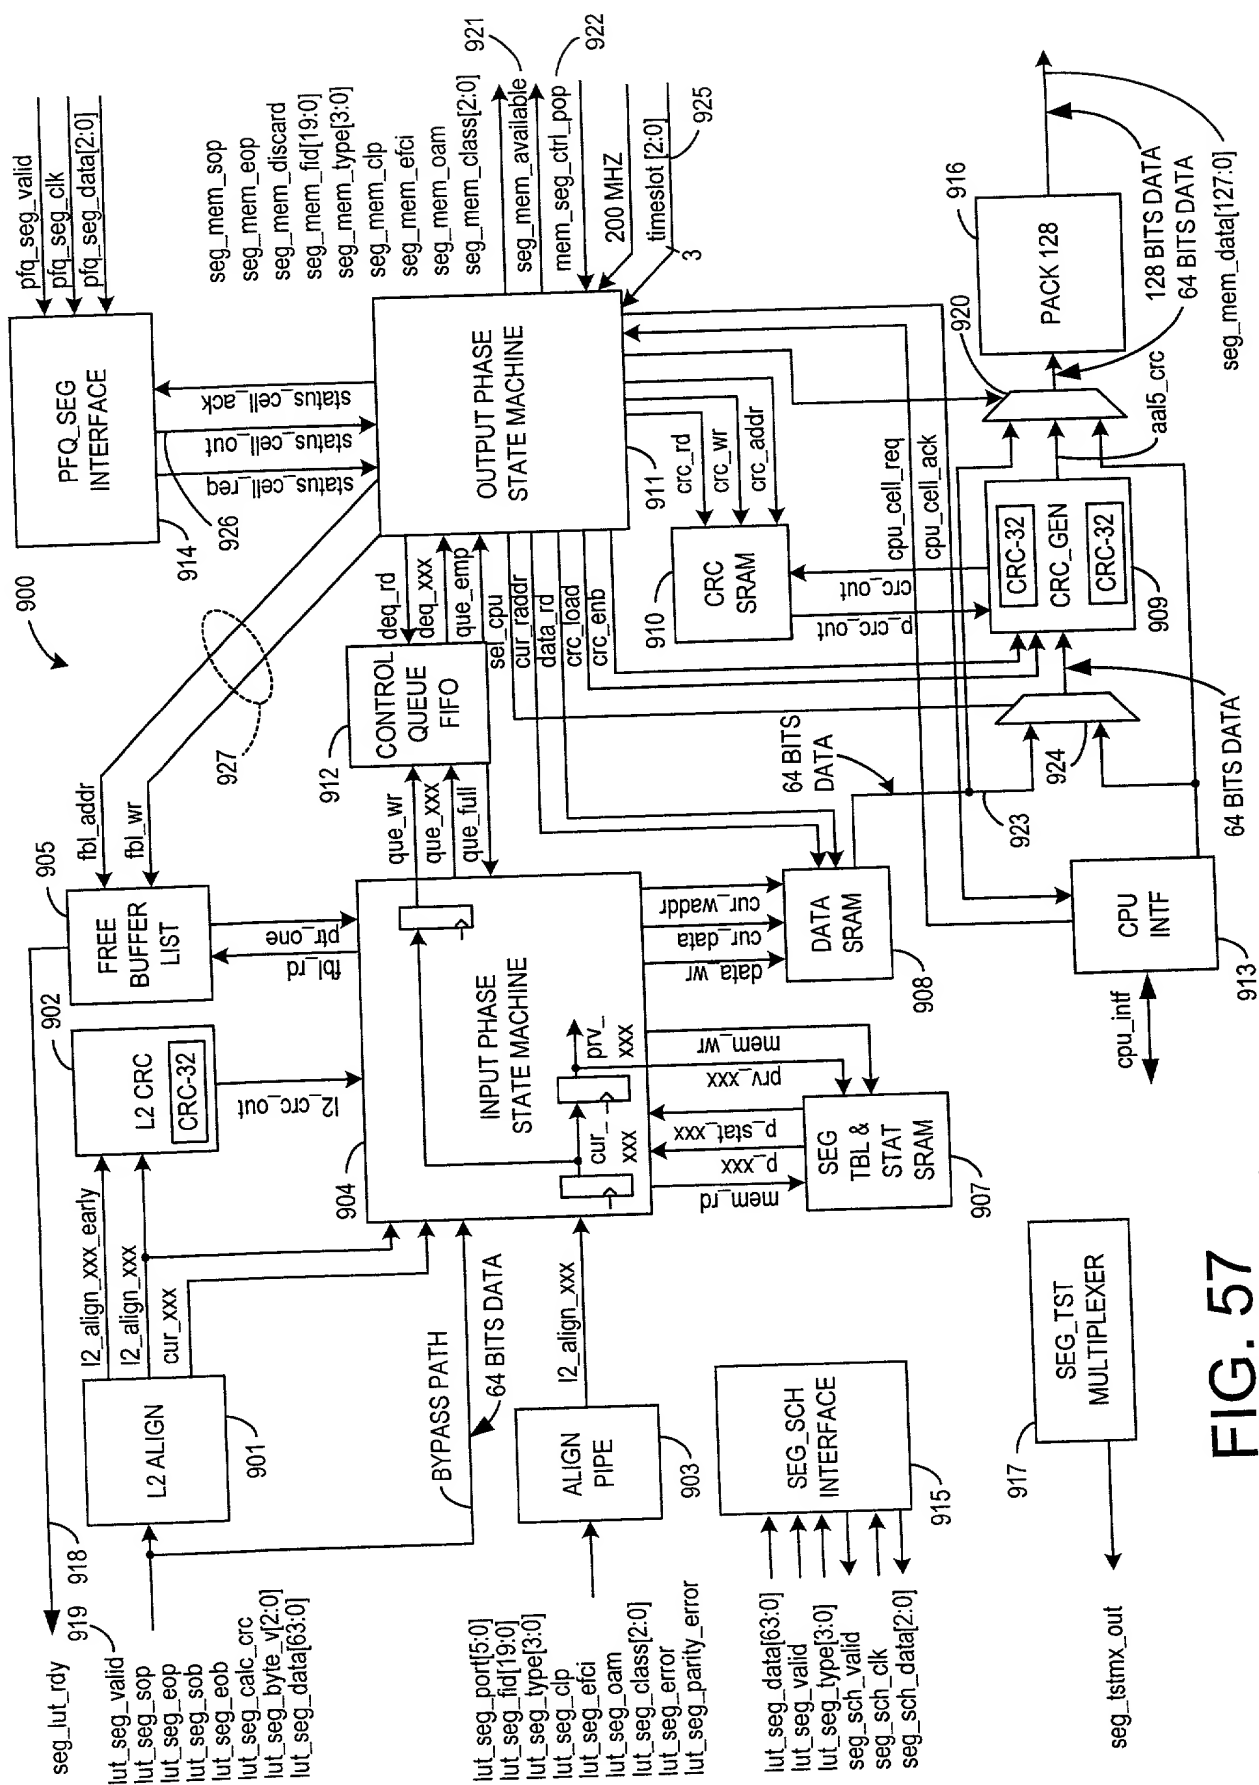 900
pfq_seg_valid
pfq_seg_clk
pfq_seg_data[2:0]
PFQ_SEG
INTERFACE
914
status_cell_req
status_cell_out
926
status_cell_ack
seg_mem_sop
seg_mem_eop
seg_mem_discard
seg_mem_fid[19:0]
seg_mem_type[3:0]
seg_mem_clp
seg_mem_efci
seg_mem_oam
seg_mem_class[2:0]
921
seg_mem_available
922
mem_seg_ctrl_pop
200 MHZ
timeslot [2:0]
3
925
OUTPUT PHASE
STATE MACHINE
911
927
fbl_addr
fbl_wr
905
FREE
BUFFER
LIST
fbl_rd
ptr_one
902
L2 CRC
CRC-32
l2_crc_out
918
seg_lut_rdy
919
lut_seg_valid
lut_seg_sop
lut_seg_eop
lut_seg_sob
lut_seg_eob
lut_seg_calc_crc
lut_seg_byte_v[2:0]
lut_seg_data[63:0]
L2 ALIGN
901
l2_align_xxx_early
l2_align_xxx
cur_xxx
BYPASS PATH
64 BITS DATA
904
INPUT PHASE
STATE MACHINE
cur_
xxx
prv_
xxx
que_wr
que_xxx
que_full
912
CONTROL
QUEUE
FIFO
deq_rd
deq_xxx
que_emp
sel_cpu
cur_raddr
data_rd
crc_load
crc_enb
lut_seg_port[5:0]
lut_seg_fid[19:0]
lut_seg_type[3:0]
lut_seg_clp
lut_seg_efci
lut_seg_oam
lut_seg_class[2:0]
lut_seg_error
lut_seg_parity_error
ALIGN
PIPE
903
l2_align_xxx
mem_rd
p_xxx
p_stat_xxx
prv_xxx
mem_wr
SEG
TBL &
STAT
SRAM
907
data_wr
cur_data
cur_waddr
DATA
SRAM
908
64 BITS
DATA
923
924
64 BITS DATA
910
CRC
SRAM
crc_rd
crc_wr
crc_addr
p_crc_out
crc_out
cpu_cell_req
cpu_cell_ack
CRC-32
CRC_GEN
CRC-32
909
aal5_crc
920
PACK 128
916
128 BITS DATA
64 BITS DATA
seg_mem_data[127:0]
CPU
INTF
913
cpu_intf
lut_seg_data[63:0]
lut_seg_valid
lut_seg_type[3:0]
seg_sch_valid
seg_sch_clk
seg_sch_data[2:0]
SEG_SCH
INTERFACE
915
SEG_TST
MULTIPLEXER
917
seg_tstmx_out
FIG. 57